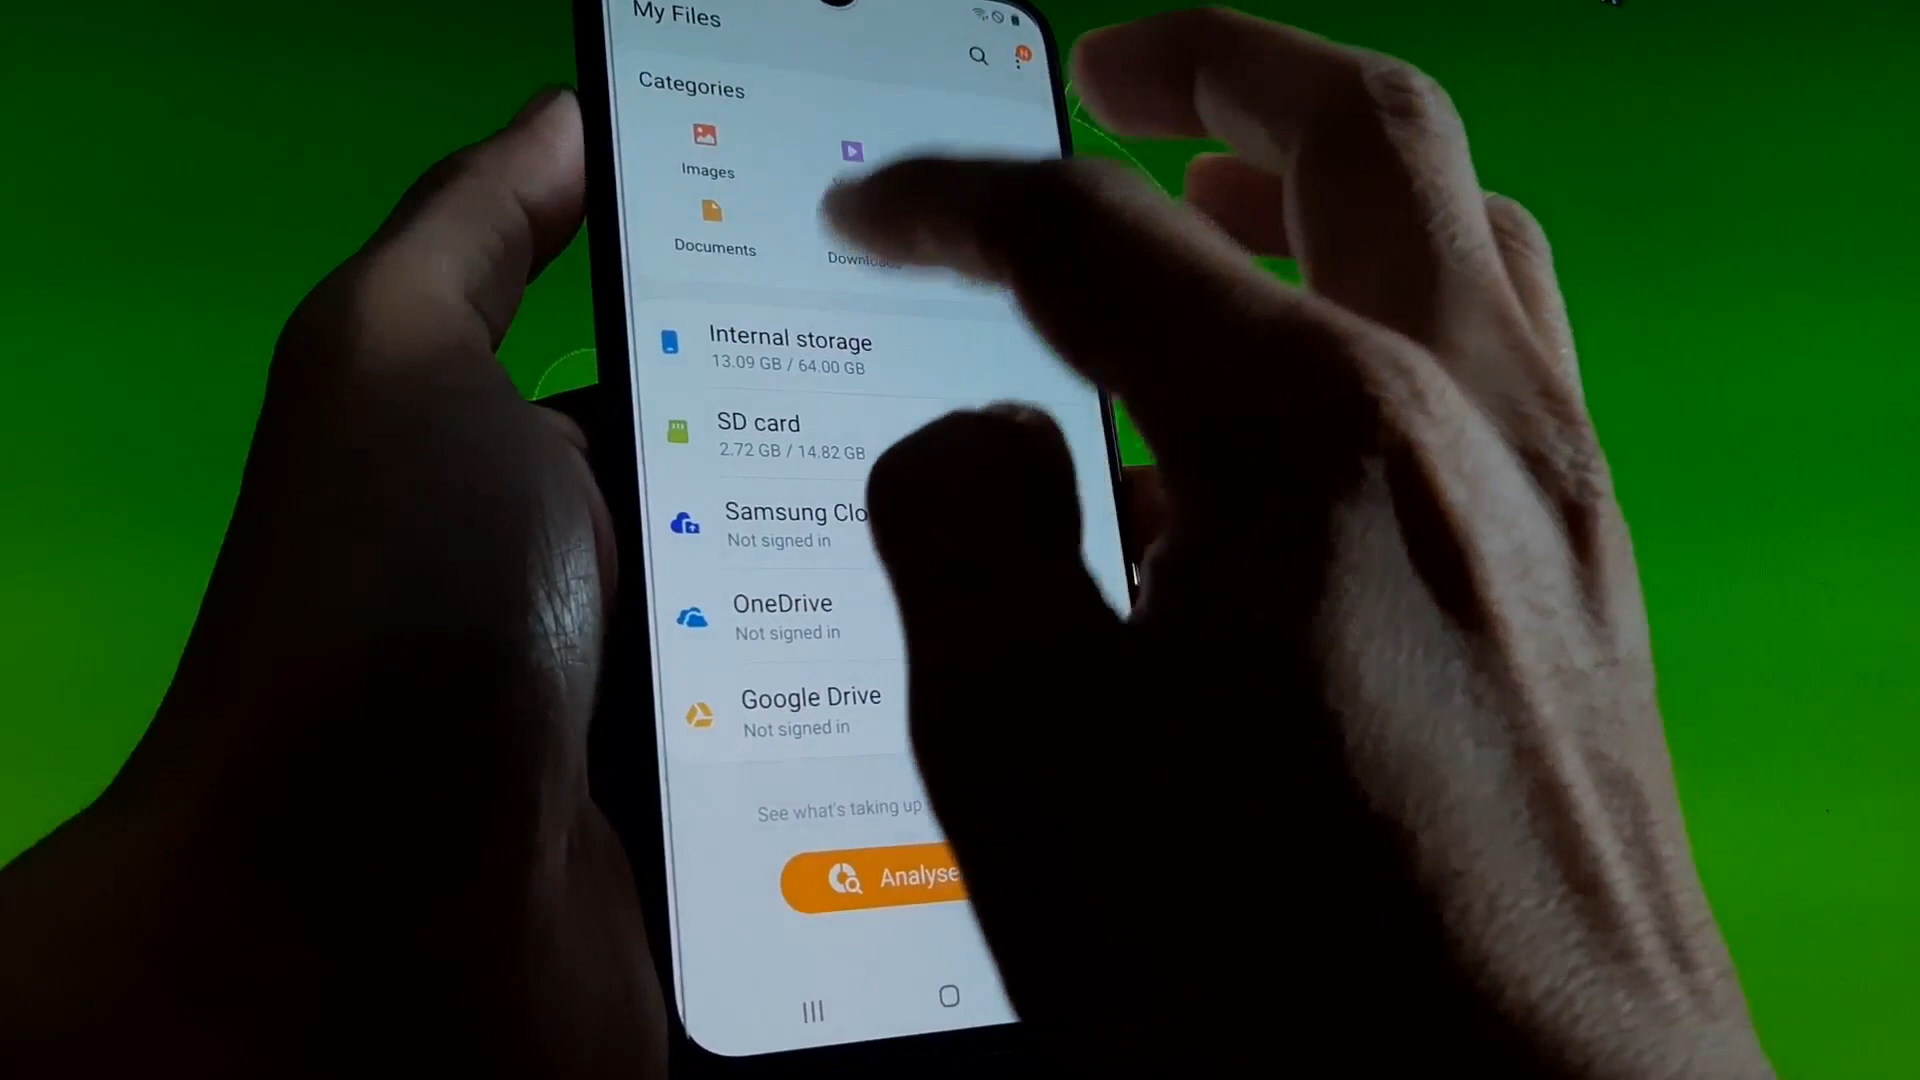 My Files
Categories
Images
Documents
Internal storage
13.09 GB / 64.00 GB
SD card
2.72 GB / 14.82 GB
Samsung Clo
Not signed in
OneDrive
Not signed in
Google Drive
Not signed in
See what's taking up
Analyse